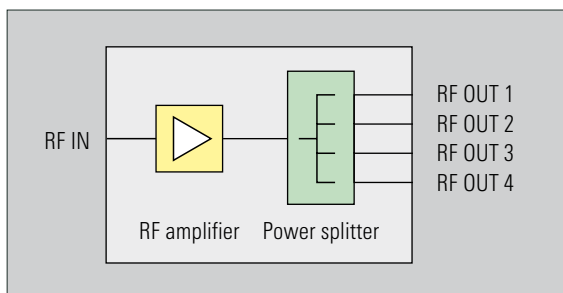 RF IN
RF amplifier
Power splitter
RF OUT 1
RF OUT 2
RF OUT 3
RF OUT 4